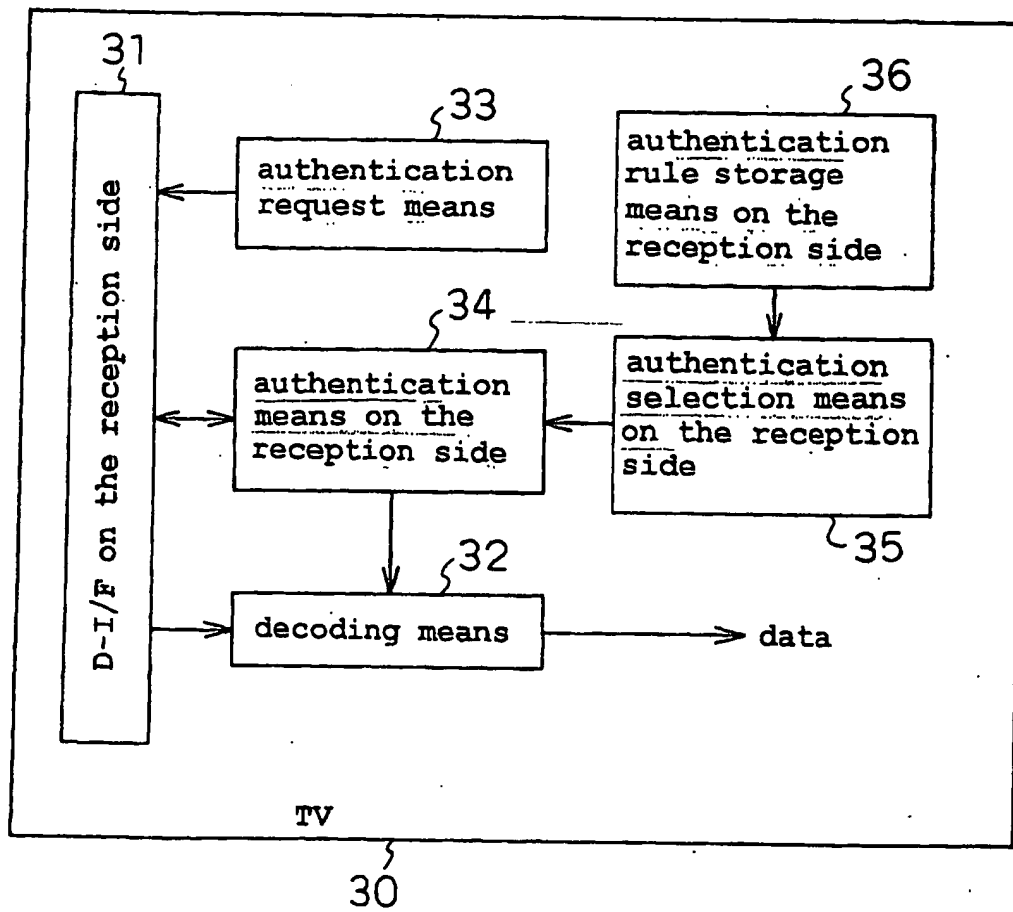 31
D-I/F on the reception side
33
authentication
request means
36
authentication
rule storage
means on the
reception side
34
authentication
means on the
reception side
authentication
selection means
on the reception
side
35
32
decoding means
data
TV
30